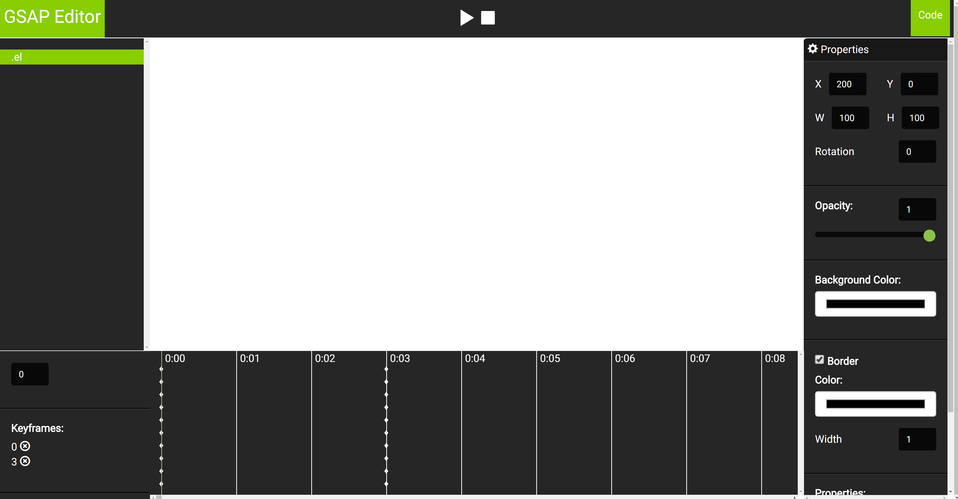 GSAP Editor
Code
.el
Properties
X 200 Y 0
W 100 H 100
Rotation 0
Opacity: 1
Background Color:
Border
Color:
Width 1
Properties:
0:00 0:01 0:02 0:03 0:04 0:05 0:06 0:07 0:08
0
Keyframes:
0
3